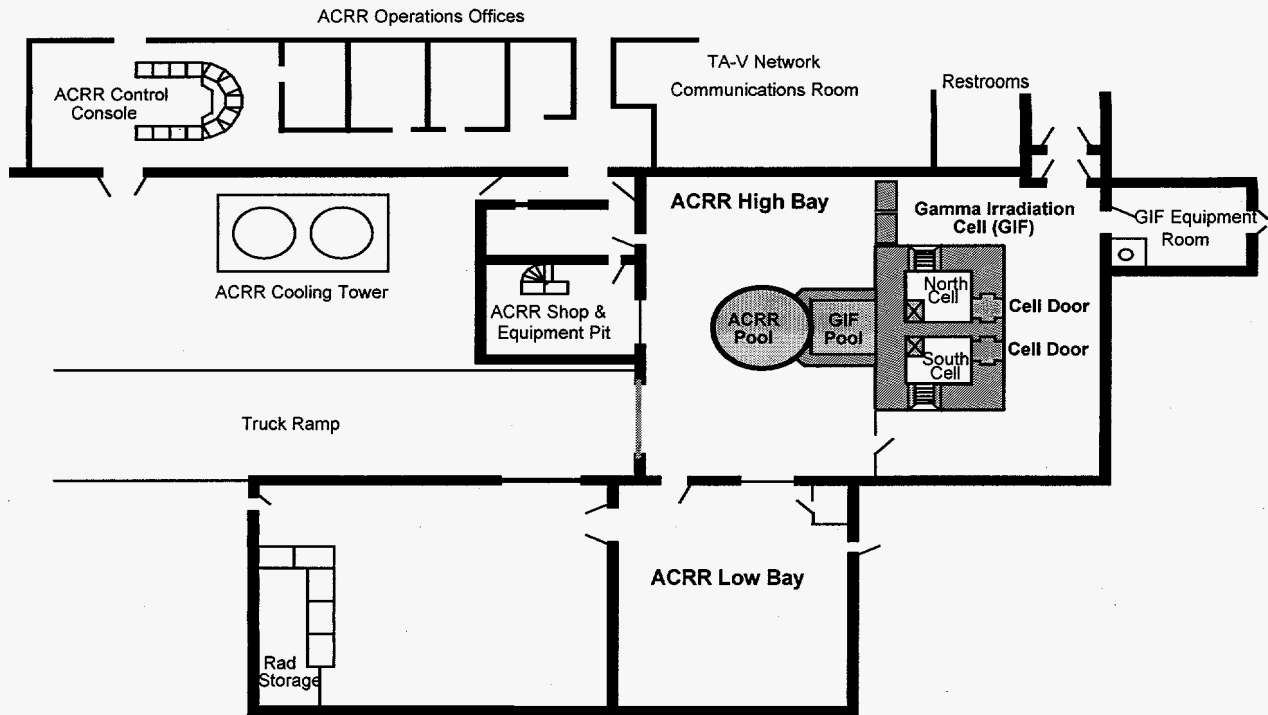 ACRR Operations Offices
ACRR Control
Console
TA-V Network
Communications Room
Restrooms
ACRR High Bay
Gamma Irradiation
Cell (GIF)
GIF Equipment
Room
ACRR Cooling Tower
ACRR Shop &
Equipment Pit
North
Cell
Cell Door
ACRR
Pool
GIF
Pool
Cell Door
South
Cell
Truck Ramp
ACRR Low Bay
Rad
Storage